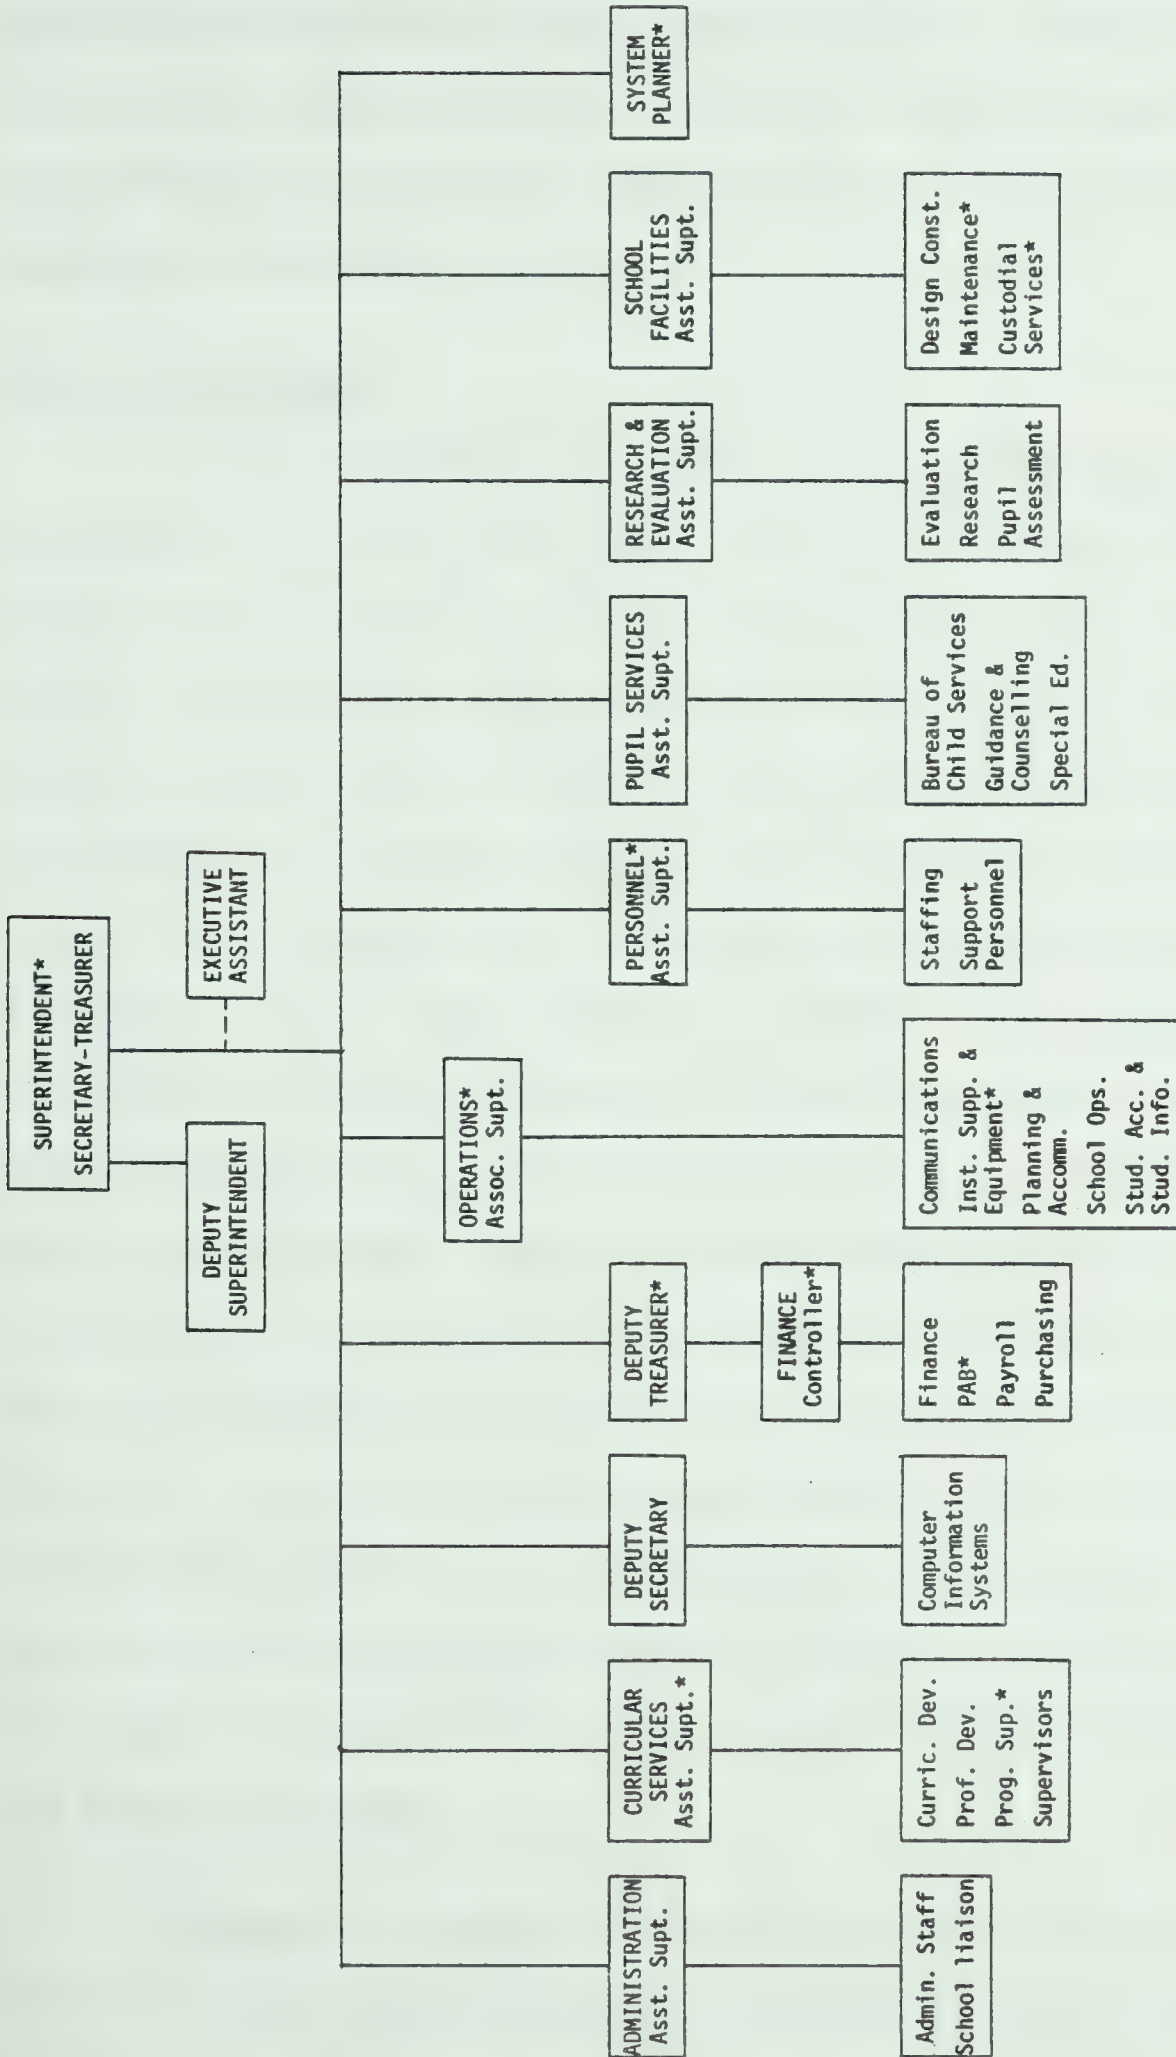 SUPERINTENDENT*
SECRETARY-TREASURER
DEPUTY
SUPERINTENDENT
EXECUTIVE
ASSISTANT
OPERATIONS*
Assoc. Supt.
ADMINISTRATION
Asst. Supt.
CURRICULAR
SERVICES
Asst. Supt.*
DEPUTY
SECRETARY
DEPUTY
TREASURER*
PERSONNEL*
Asst. Supt.
PUPIL SERVICES
Asst. Supt.
RESEARCH &
EVALUATION
Asst. Supt.
SCHOOL
FACILITIES
Asst. Supt.
SYSTEM
PLANNER*
FINANCE
Controller*
Admin. Staff
School liaison
Curric. Dev.
Prof. Dev.
Prog. Sup.*
Supervisors
Computer
Information
Systems
Finance
PAB*
Payroll
Purchasing
Communications
Inst. Supp. &
Equipment*
Planning &
Accomm.
School Ops.
Stud. Acc. &
Stud. Info.
Staffing
Support
Personnel
Bureau of
Child Services
Guidance &
Counselling
Special Ed.
Evaluation
Research
Pupil
Assessment
Design Const.
Maintenance*
Custodial
Services*